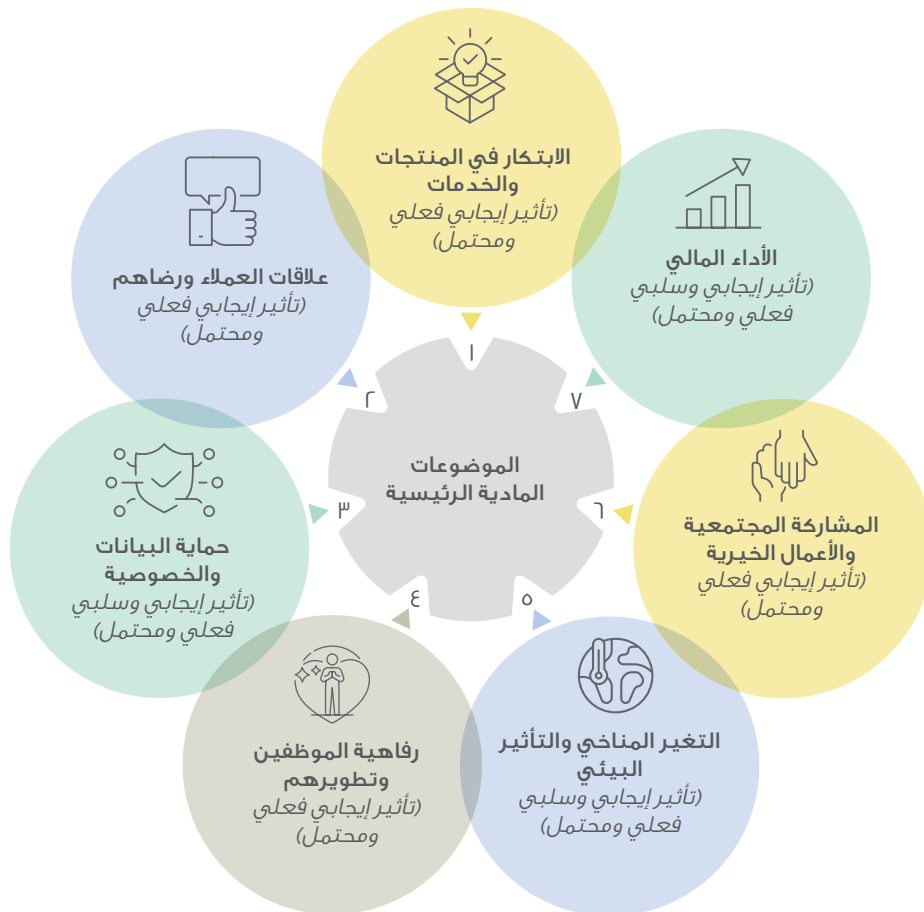 الابتكار في المنتجات
والخدمات
(تأثير إيجابي فعلي
ومحتمل)
١
علاقات العملاء ورضاهم
(تأثير إيجابي فعلي
ومحتمل)
٢
حماية البيانات
والخصوصية
(تأثير إيجابي وسلبي
فعلي ومحتمل)
٣
رفاهية الموظفين
وتطويرهم
(تأثير إيجابي فعلي
ومحتمل)
٤
التغير المناخي والتأثير
البيئي
(تأثير إيجابي وسلبي
فعلي ومحتمل)
٥
المشاركة المجتمعية
والأعمال الخيرية
(تأثير إيجابي فعلي
ومحتمل)
٦
الأداء المالي
(تأثير إيجابي وسلبي
فعلي ومحتمل)
٧
الموضوعات
المادية الرئيسية